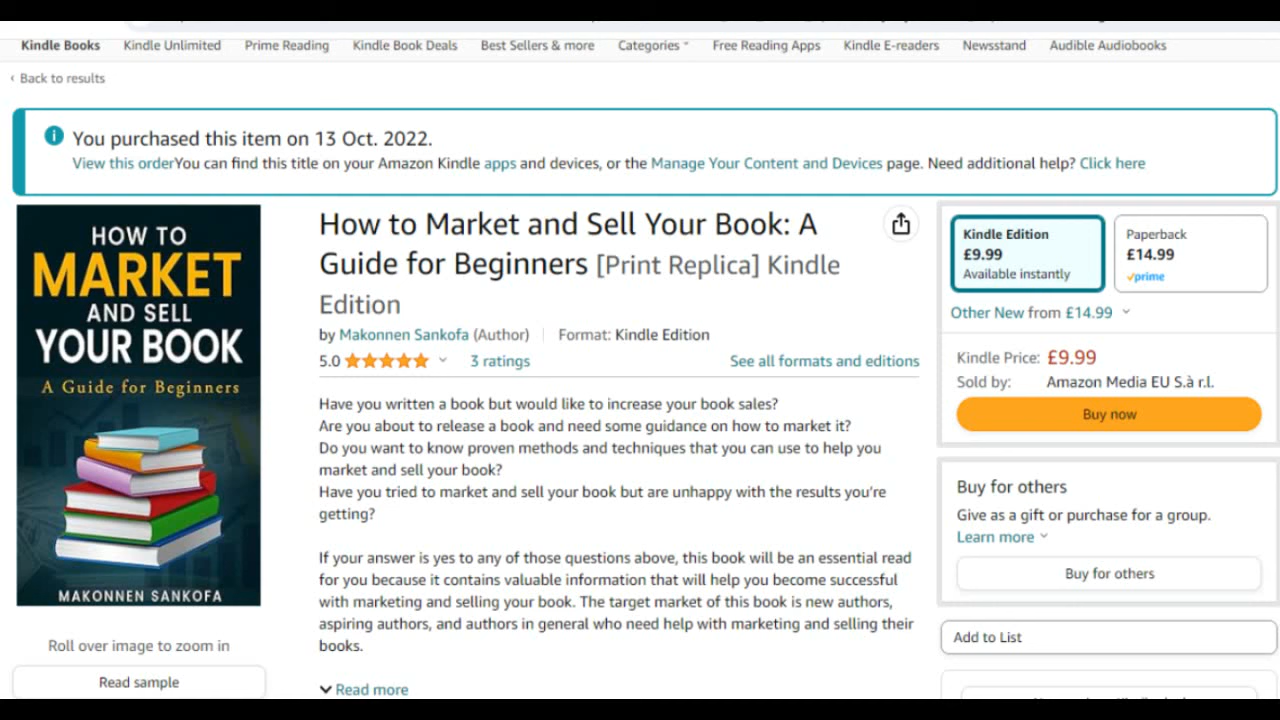 Kindle Books Kindle Unlimited Prime Reading Kindle Book Deals Best Sellers & more Categories Free Reading Apps Kindle E-readers Newsstand Audible Audiobooks
‹ Back to results
You purchased this item on 13 Oct. 2022.
View this orderYou can find this title on your Amazon Kindle apps and devices, or the Manage Your Content and Devices page. Need additional help? Click here
HOW TO
MARKET
AND SELL
YOUR BOOK
A Guide for Beginners
MAKONNEN SANKOFA
Roll over image to zoom in
Read sample
How to Market and Sell Your Book: A
Guide for Beginners [Print Replica] Kindle
Edition
by Makonnen Sankofa (Author) Format: Kindle Edition
5.0 3 ratings See all formats and editions
Have you written a book but would like to increase your book sales?
Are you about to release a book and need some guidance on how to market it?
Do you want to know proven methods and techniques that you can use to help you
market and sell your book?
Have you tried to market and sell your book but are unhappy with the results you're
getting?
If your answer is yes to any of those questions above, this book will be an essential read
for you because it contains valuable information that will help you become successful
with marketing and selling your book. The target market of this book is new authors,
aspiring authors, and authors in general who need help with marketing and selling their
books.
Read more
Kindle Edition
£9.99
Available instantly
Paperback
£14.99
prime
Other New from £14.99
Kindle Price: £9.99
Sold by: Amazon Media EU S.à r.l.
Buy now
Buy for others
Give as a gift or purchase for a group.
Learn more
Buy for others
Add to List